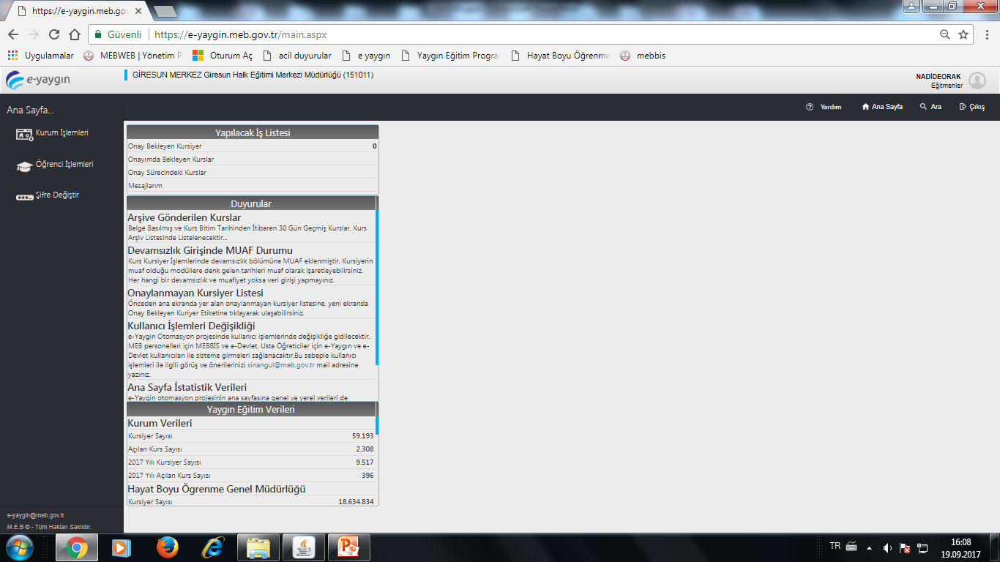 https://e-yaygin.meb.gov
Güvenli https://e-yaygin.meb.gov.tr/main.aspx
Uygulamalar MEBWEB | Yönetim P Oturum Aç acil duyurular e yaygın Yaygın Eğitim Progra Hayat Boyu Öğrenme mebbis
e-yaygın
GİRESUN MERKEZ Giresun Halk Eğitimi Merkezi Müdürlüğü (151011)
NADİDEORAK
Eğitmenler
Yardım Ana Sayfa Ara Çıkış
Ana Sayfa...
Kurum İşlemleri
Öğrenci İşlemleri
Şifre Değiştir
Yapılacak İş Listesi
Onay Bekleyen Kursiyer 0
Onayımda Bekleyen Kurslar
Onay Sürecindeki Kurslar
Mesajlarım
Duyurular
Arşive Gönderilen Kurslar
Belge Basılmış ve Kurs Bitim Tarihinden İtibaren 30 Gün Geçmiş Kurslar, Kurs
Arşiv Listesinde Listelenecektir...
Devamsızlık Girişinde MUAF Durumu
Kurs Kursiyer İşlemlerinde devamsızlık bölümüne MUAF eklenmiştir. Kursiyerin
muaf olduğu modüllere denk gelen tarihleri muaf olarak işaretleyebilirsiniz.
Her hangi bir devamsızlık ve muafiyet yoksa veri girişi yapmayınız.
Onaylanmayan Kursiyer Listesi
Önceden ana ekranda yer alan onaylanmayan kursiyer listesine, yeni ekranda
Onay Bekleyen Kuriyer Etiketine tıklayarak ulaşabilirsiniz.
Kullanıcı İşlemleri Değişikliği
e-Yaygin Otomasyon projesinde kullanıcı işlemlerinde değişikliğe gidilecektir.
MEB personelleri için MEBBİS ve e-Devlet, Usta Öğreticiler için e-Yaygın ve e-
Devlet kullanıcıları ile sisteme girmeleri sağlanacaktır.Bu sebeple kullanıcı
işlemleri ile ilgili görüş ve önerilerinizi sinangul@meb.gov.tr mail adresine
yazınız.
Ana Sayfa İstatistik Verileri
e-Yaygin otomasyon projesinin ana sayfasına genel ve yerel verileri de
Yaygın Eğitim Verileri
Kurum Verileri
Kursiyer Sayısı 59.193
Açılan Kurs Sayısı 2.308
2017 Yılı Kursiyer Sayısı 9.517
2017 Yılı Açılan Kurs Sayısı 396
Hayat Boyu Ögrenme Genel Müdürlüğü
Kursiyer Sayısı 18.634.834
e-yaygin@meb.gov.tr
M.E.B © - Tüm Hakları Saklıdır.
TR
16:08
19.09.2017